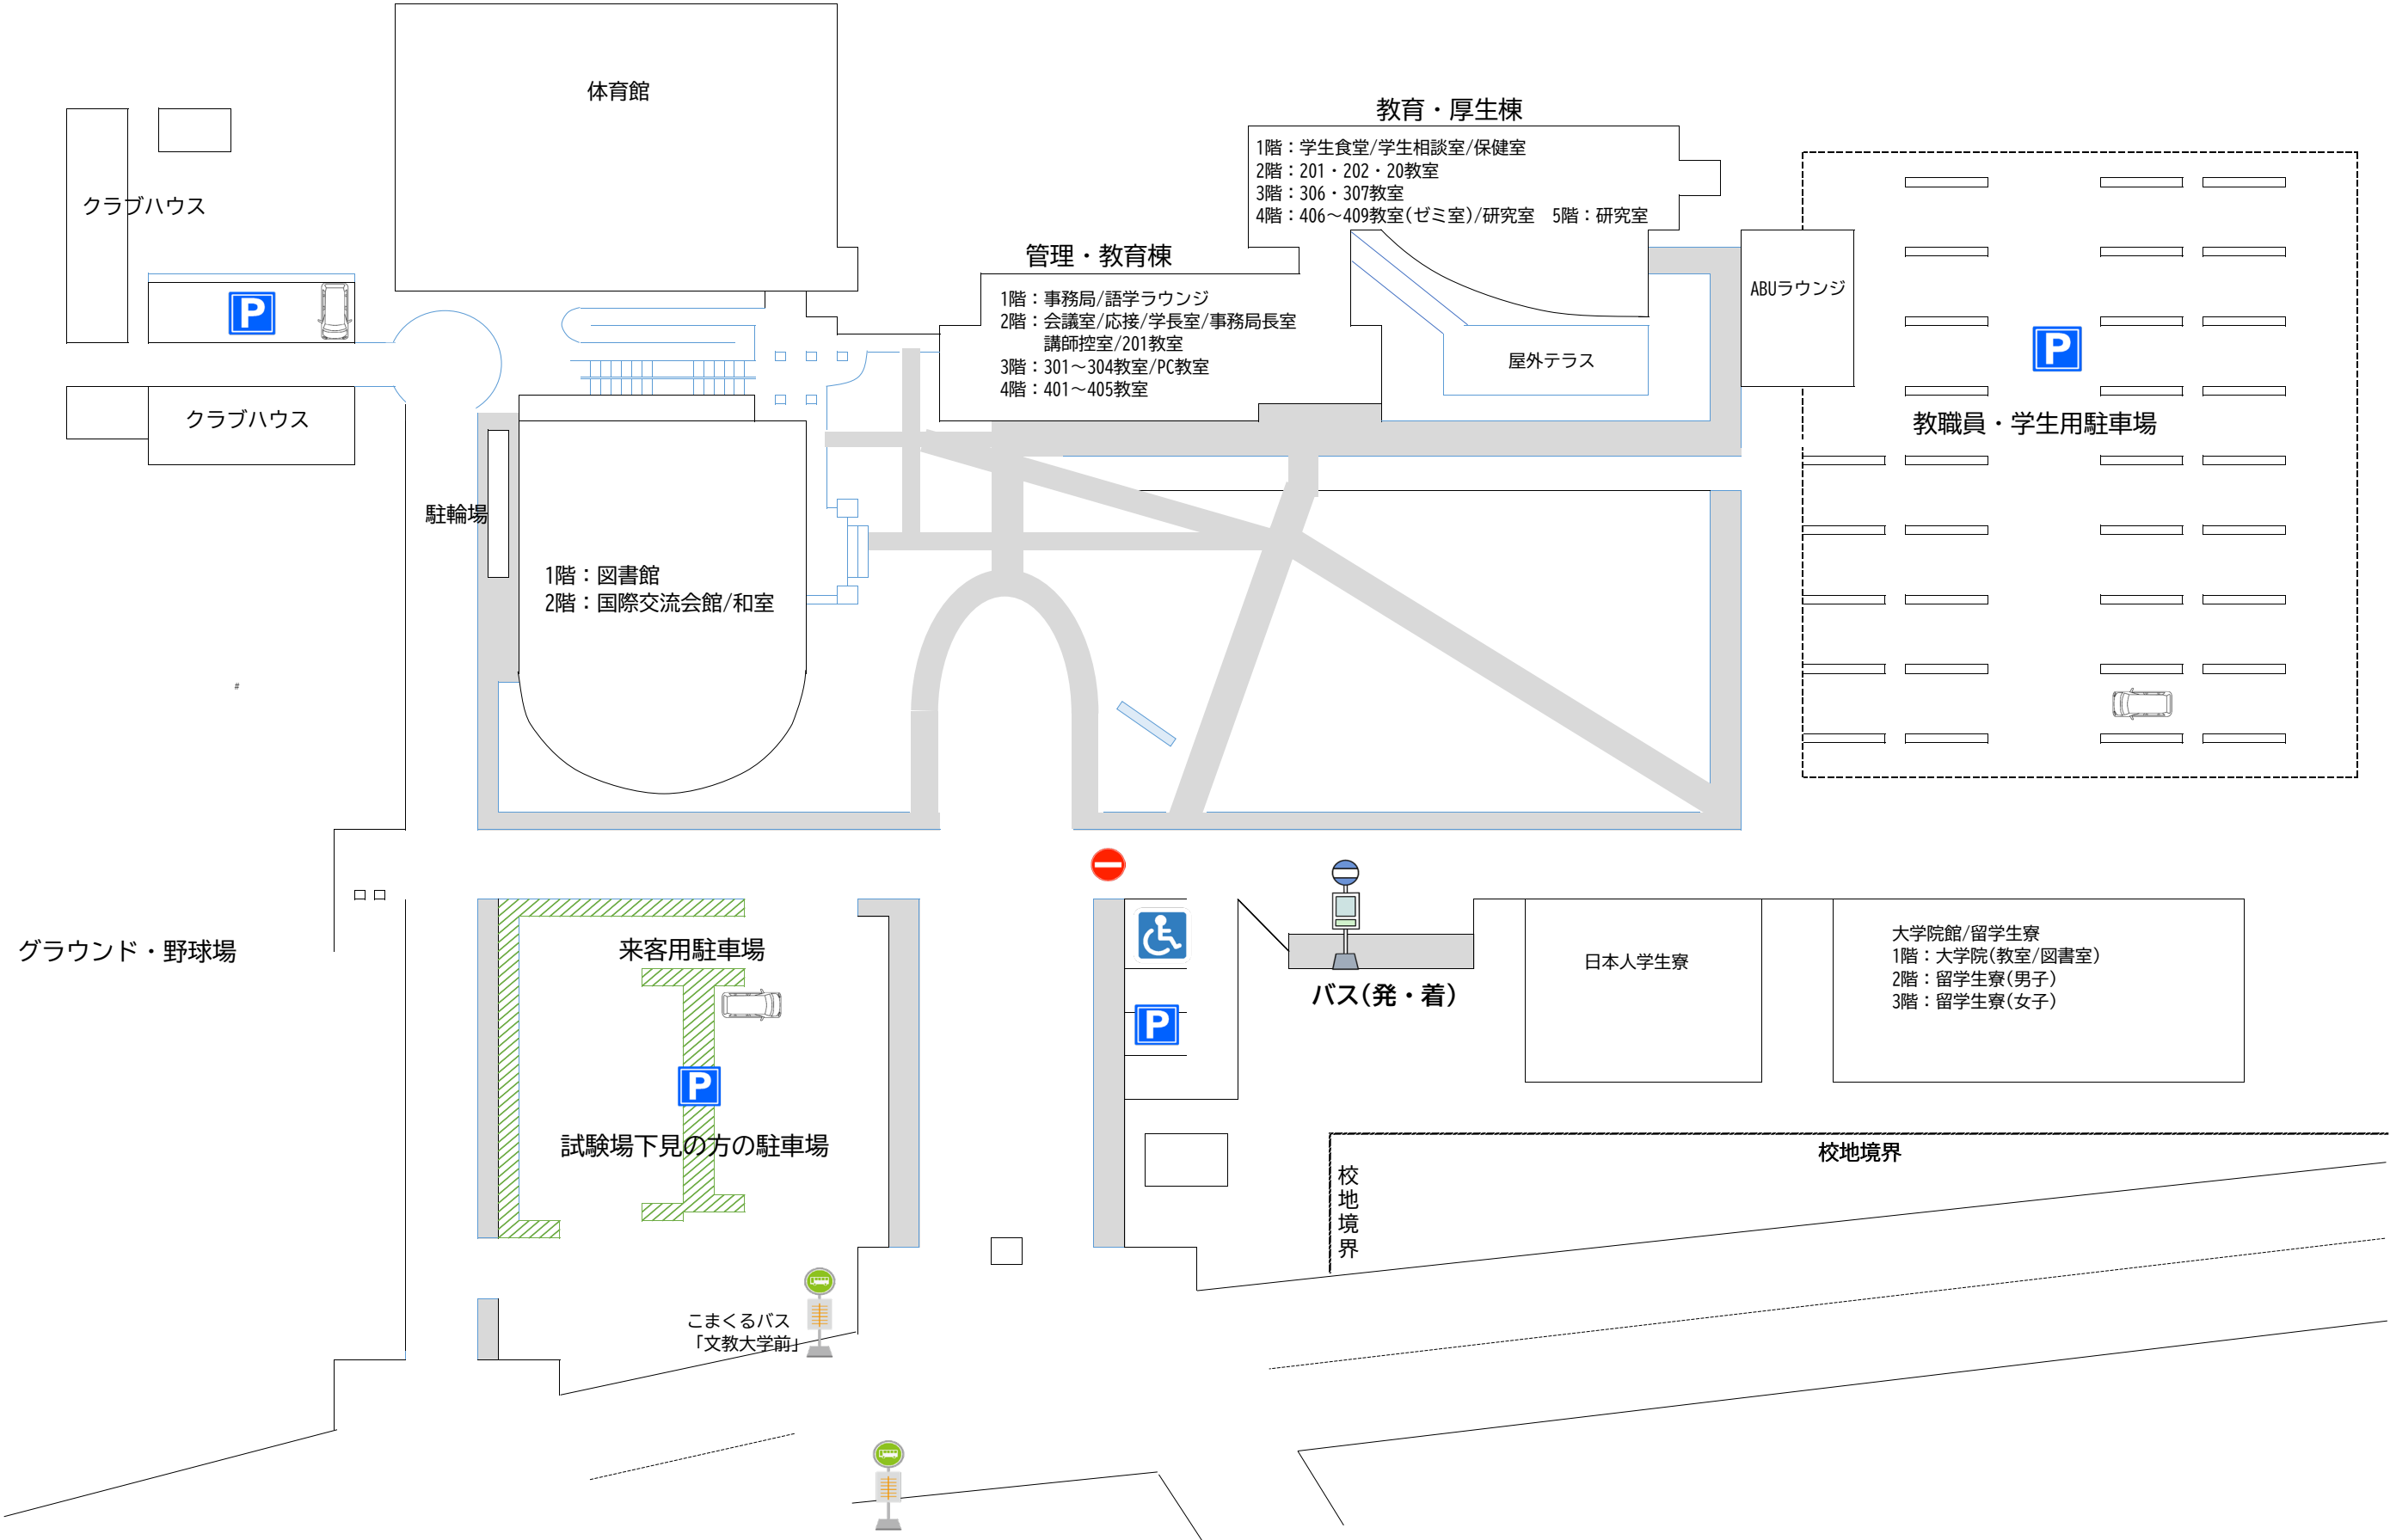 体育館
教育・厚生棟
1階：学生食堂/学生相談室/保健室
2階：201・202・20教室
3階：306・307教室
4階：406～409教室(ゼミ室)/研究室　5階：研究室
クラブハウス
管理・教育棟
1階：事務局/語学ラウンジ
2階：会議室/応接/学長室/事務局長室
講師控室/201教室
3階：301～304教室/PC教室
4階：401～405教室
ABUラウンジ
P
P
屋外テラス
クラブハウス
教職員・学生用駐車場
駐輪場
1階：図書館
2階：国際交流会館/和室
#
グラウンド・野球場
来客用駐車場
バス(発・着)
日本人学生寮
大学院館/留学生寮
1階：大学院(教室/図書室)
2階：留学生寮(男子)
3階：留学生寮(女子)
P
P
試験場下見の方の駐車場
校地境界
校地境界
こまくるバス
「文教大学前」